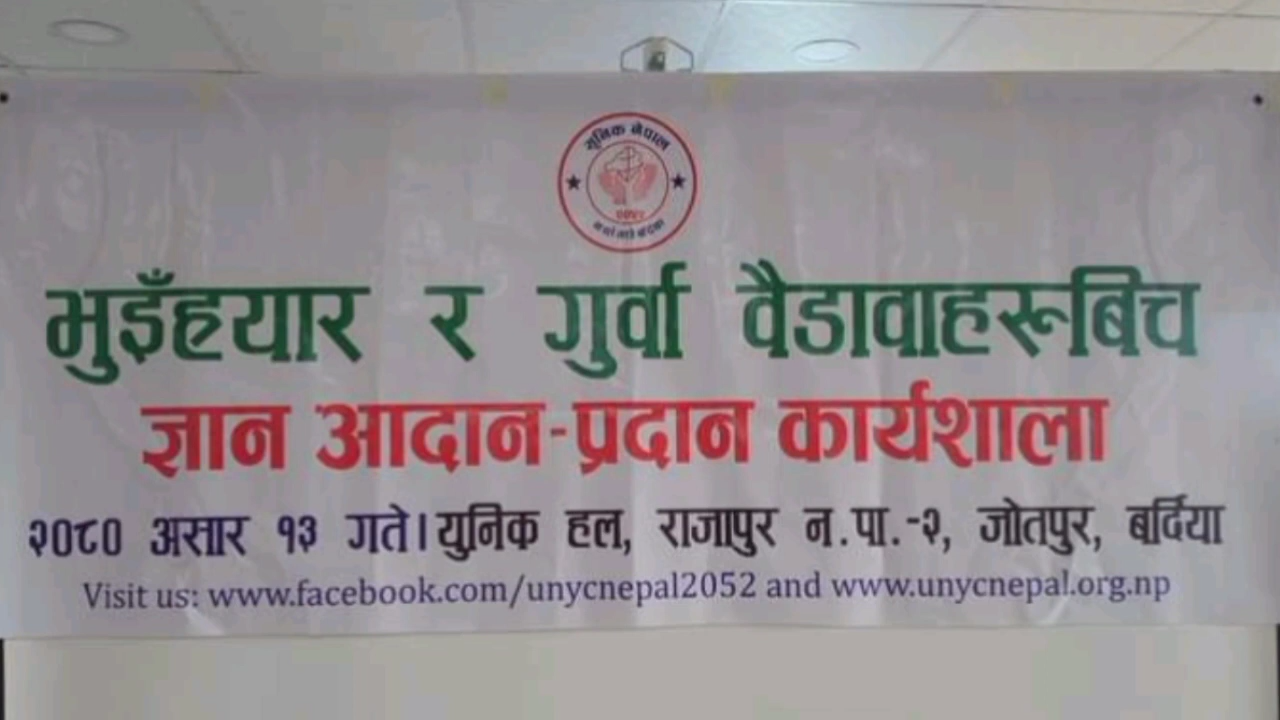 युनिक नेपाल
भुइँह्रयार र गुर्वा वैडावाहरूबिच
ज्ञान आदान-प्रदान कार्यशाला
२०८० असार १३ गते। युनिक हल, राजापुर न.पा.-२, जोतपुर, बर्दिया
Visit us: www.facebook.com/unycnepal2052 and www.unycnepal.org.np